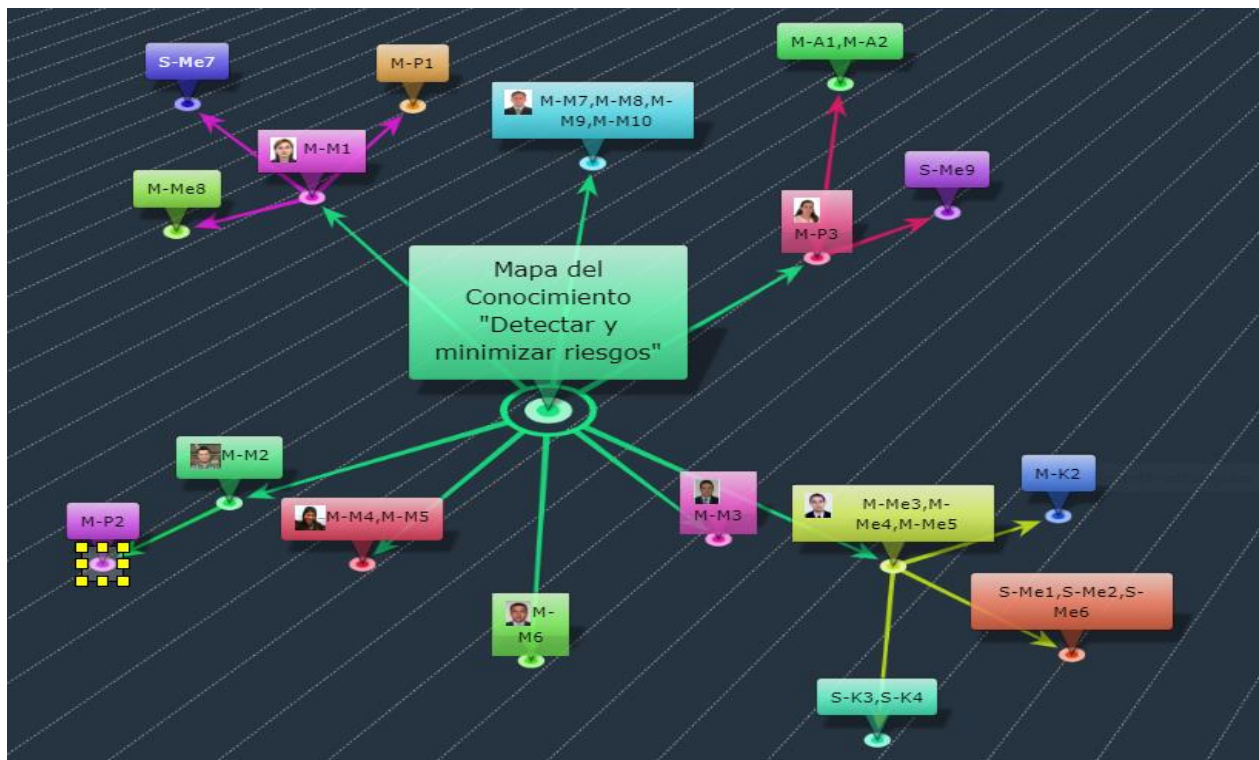 M-A1,M-A2
S-Me7
M-P1
M-M7,M-M8,M-
M9,M-M10
M-M1
S-Me9
M-Me8
M-P3
Mapa del
Conocimiento
"Detectar y
minimizar riesgos"
M-M2
M-K2
M-P2
M-M4,M-M5
M-M3
M-Me3,M-
Me4,M-Me5
M-
M6
S-Me1,S-Me2,S-
Me6
S-K3,S-K4